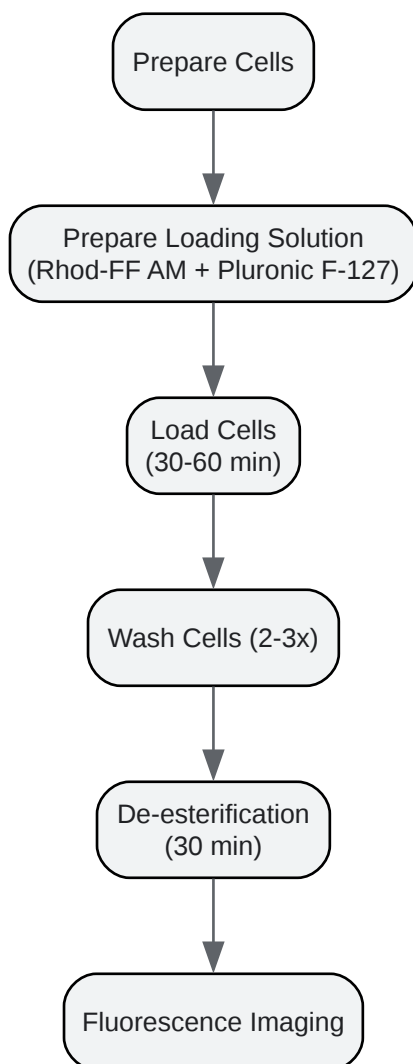 Prepare Cells
Prepare Loading Solution
(Rhod-FF AM + Pluronic F-127)
Load Cells
(30-60 min)
Wash Cells (2-3x)
De-esterification
(30 min)
Fluorescence Imaging